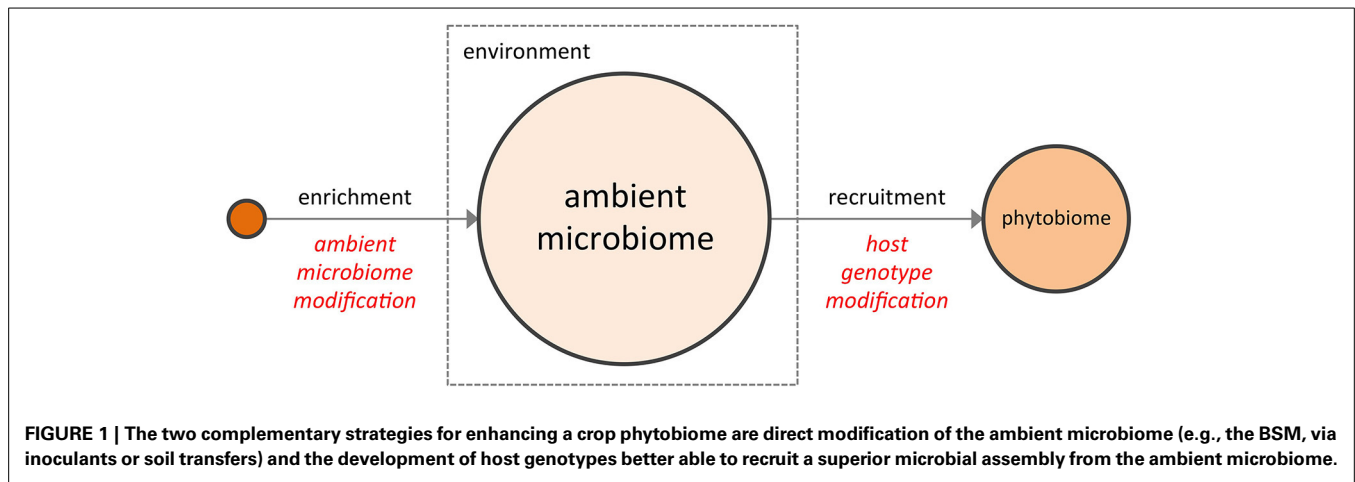 environment
enrichment
ambient
microbiome
modification
ambient
microbiome
recruitment
host
genotype
modification
phytobiome
FIGURE 1 | The two complementary strategies for enhancing a crop phytobiome are direct modification of the ambient microbiome (e.g., the BSM, via
inoculants or soil transfers) and the development of host genotypes better able to recruit a superior microbial assembly from the ambient microbiome.